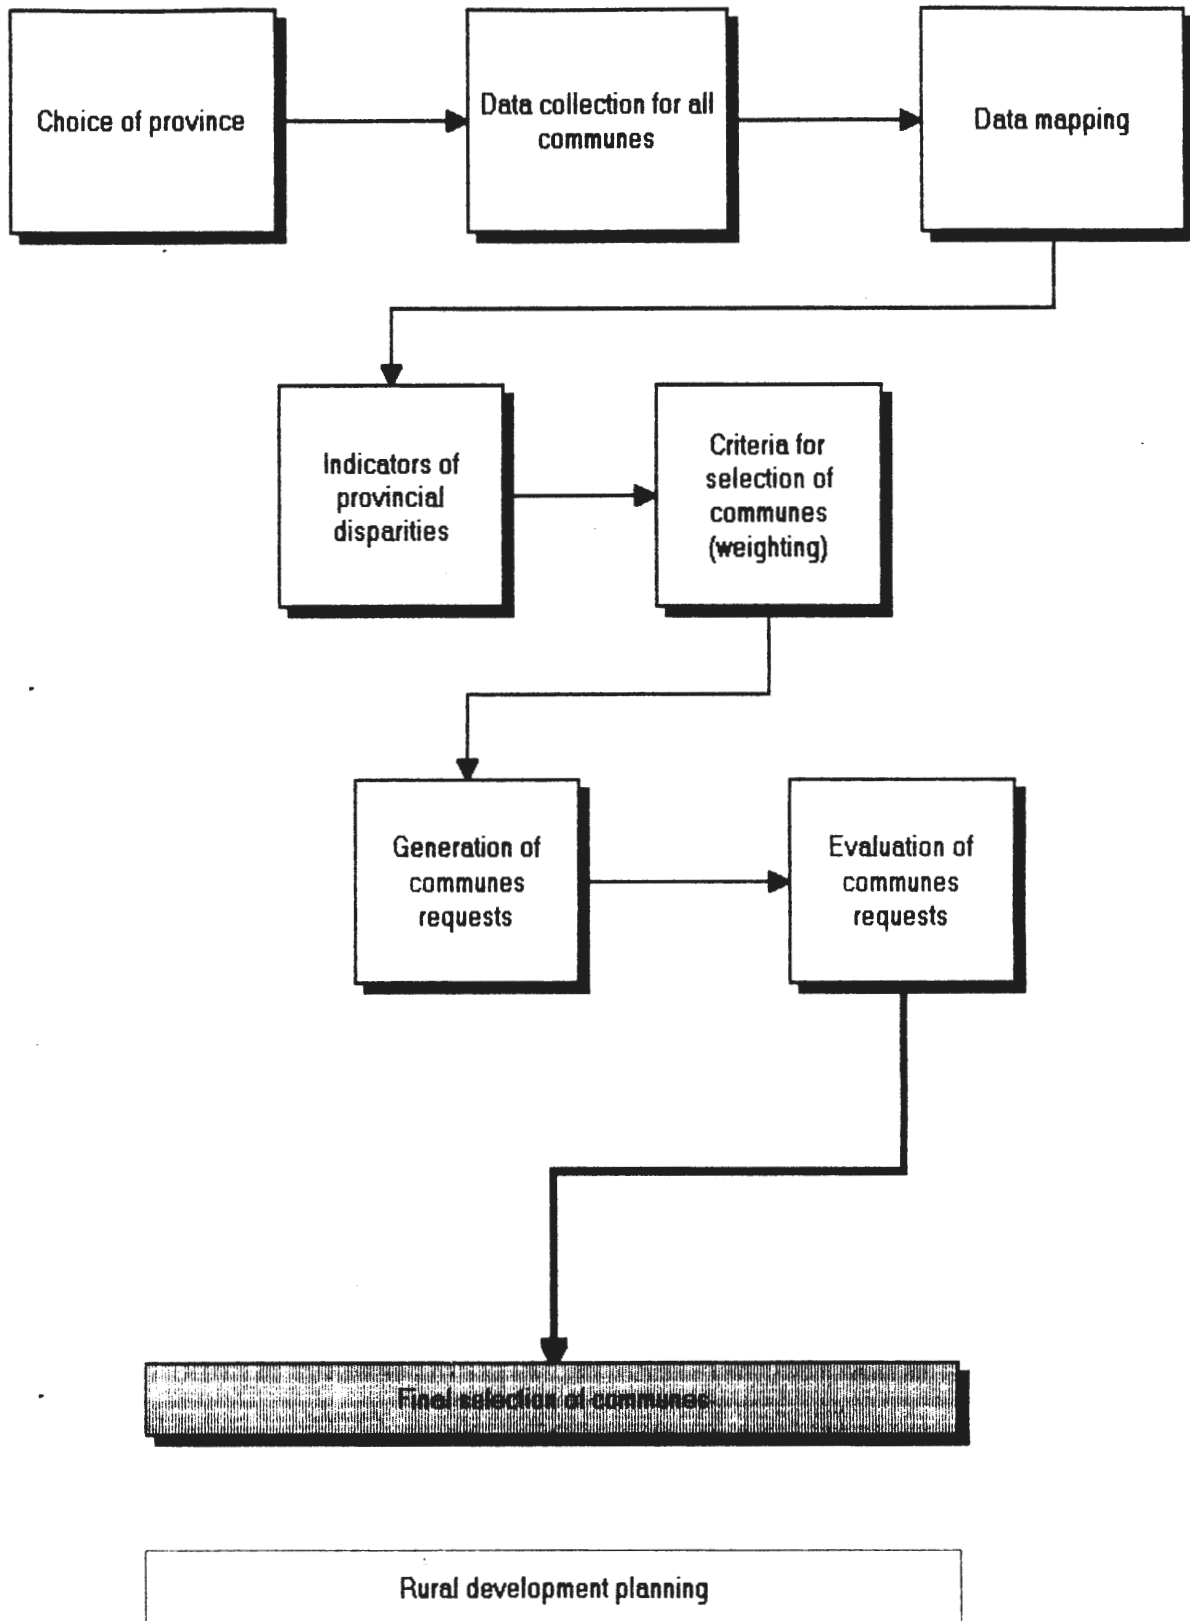 Choice of province
Data collection for all
communes
Data mapping
Indicators of
provincial
disparities
Criteria for
selection of
communes
(weighting)
Generation of
communes
requests
Evaluation of
communes
requests
Final selection of communes
Rural development planning